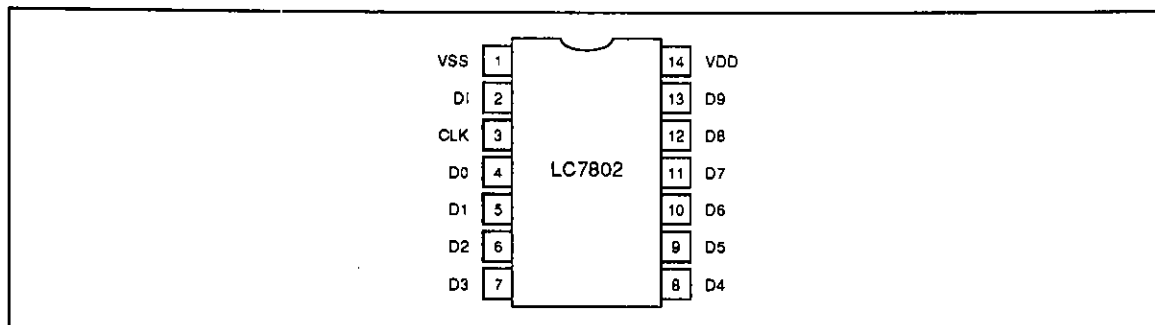 VSS 1 14 VDD
DI 2 13 D9
CLK 3 12 D8
D0 4 LC7802 11 D7
D1 5 10 D6
D2 6 9 D5
D3 7 8 D4